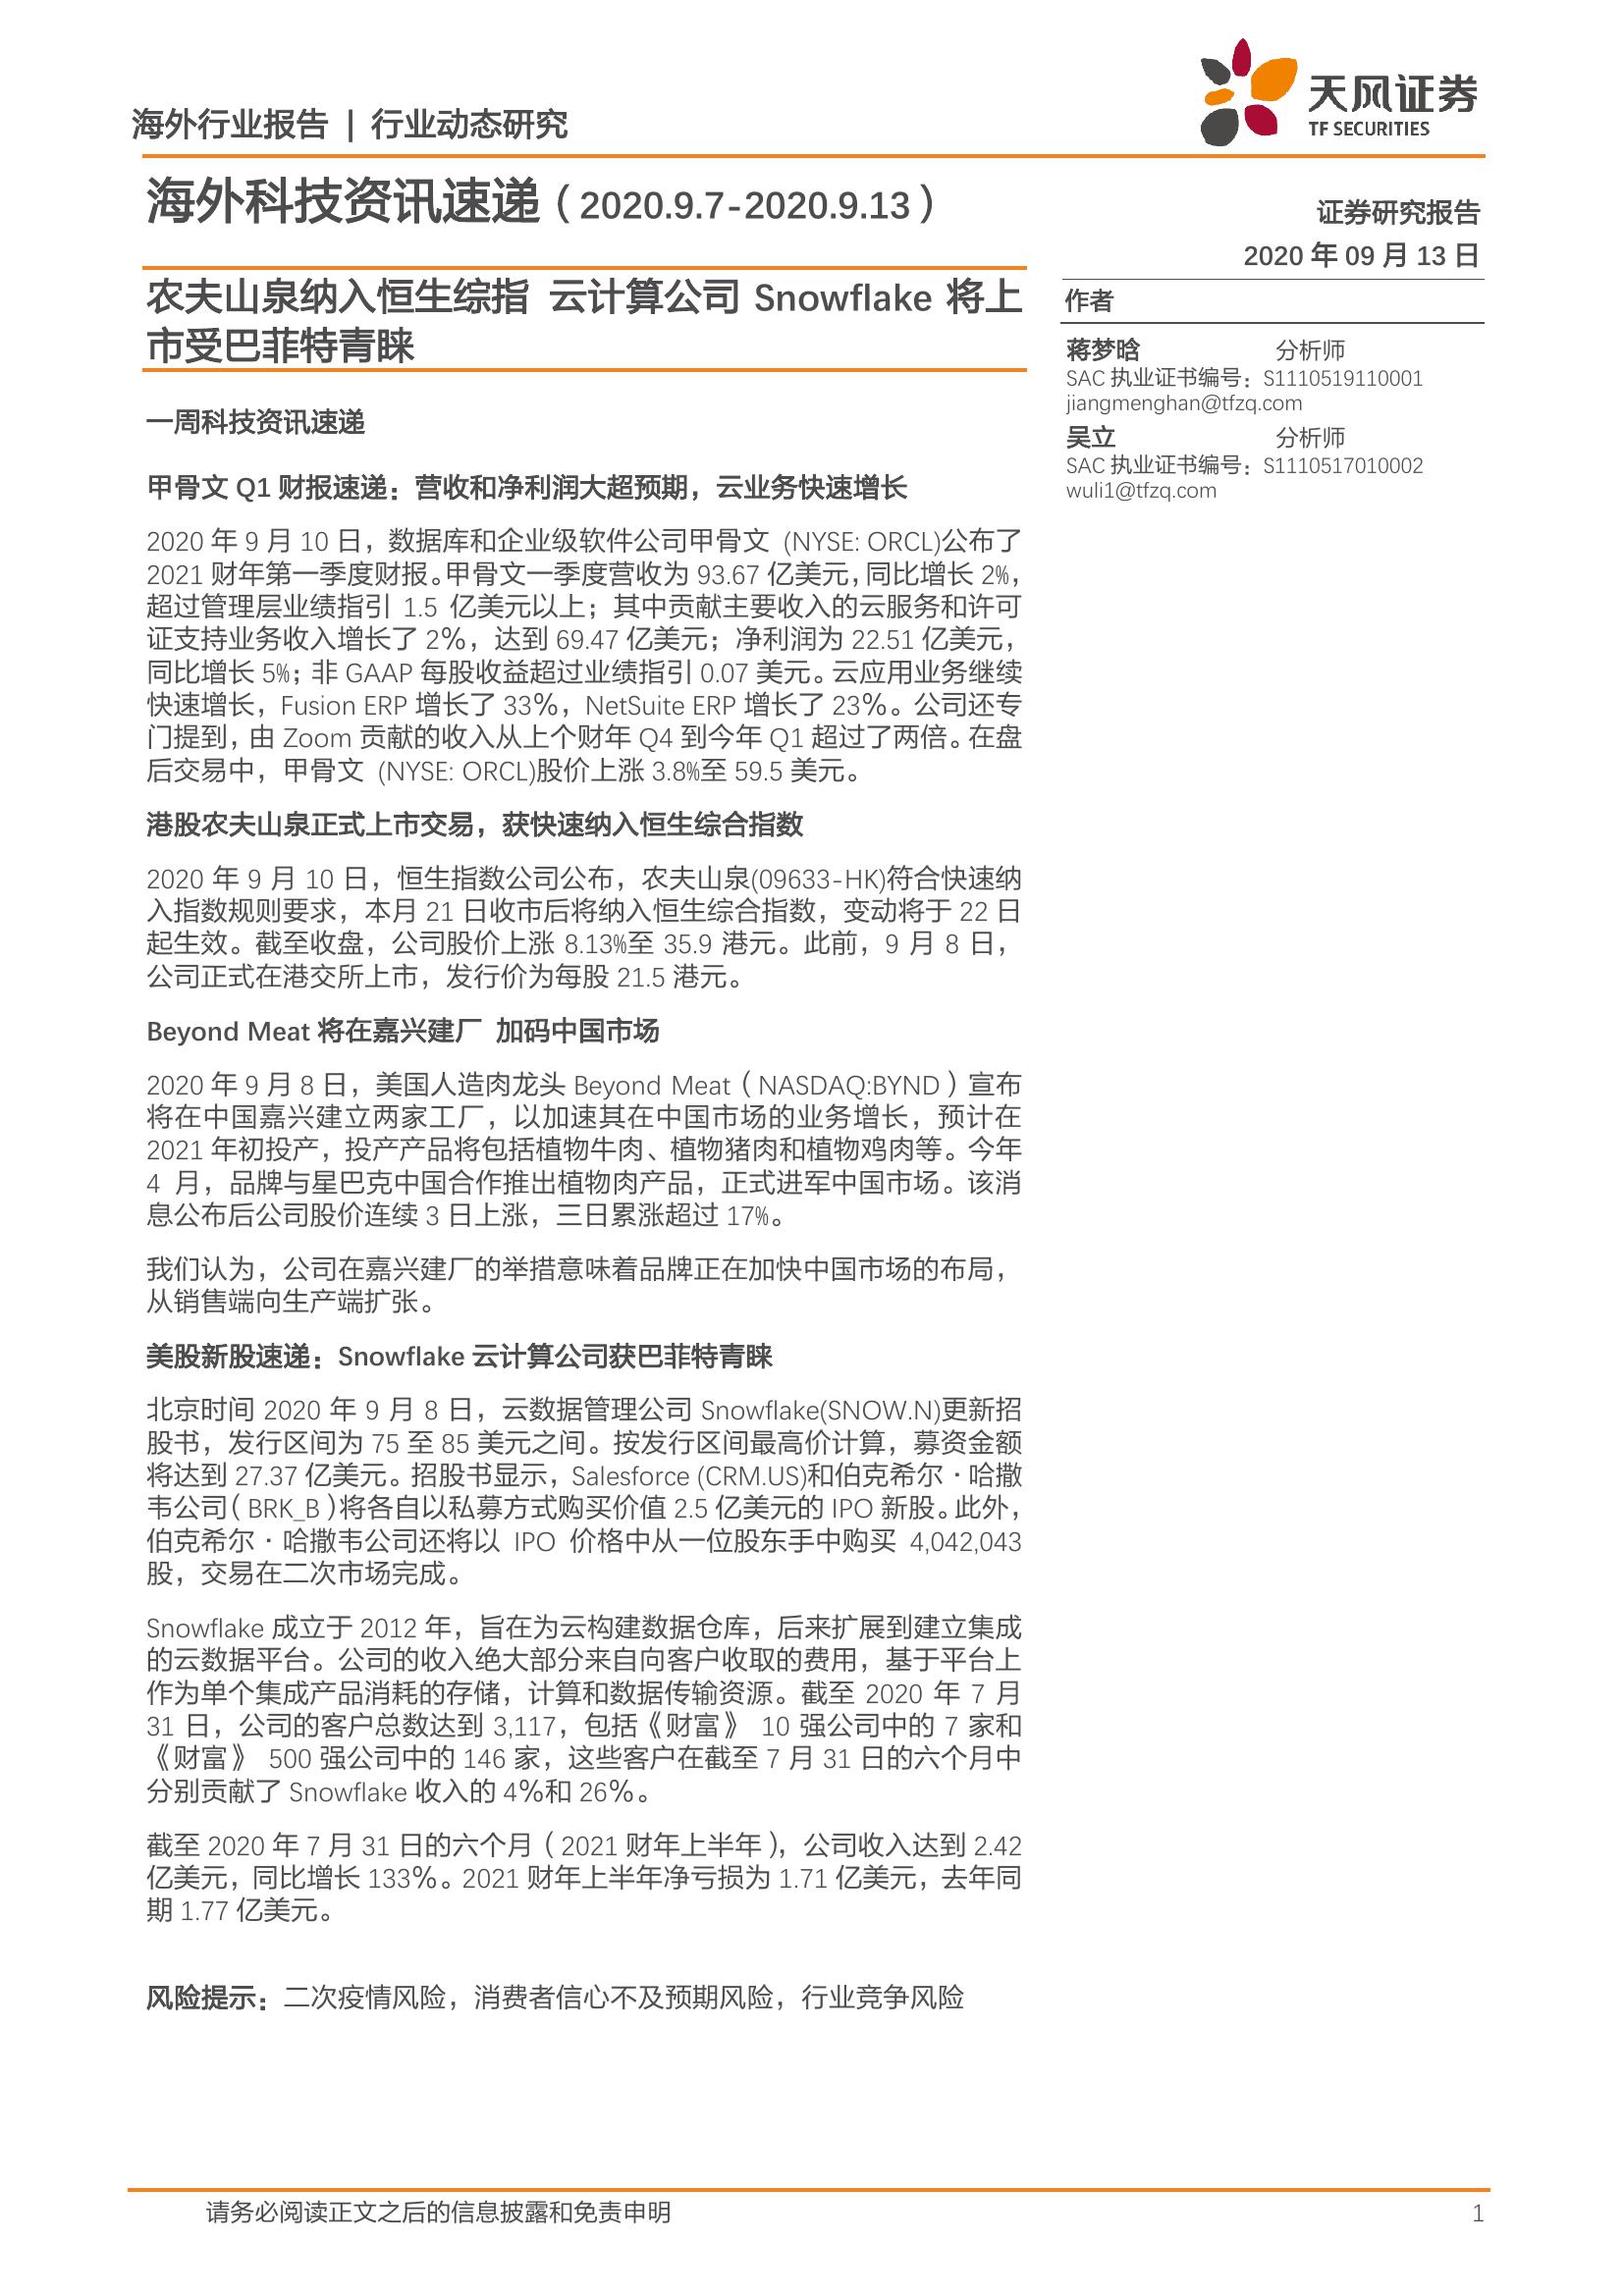 海外行业报告 | 行业动态研究
天风证券
TF SECURITIES
海外科技资讯速递（2020.9.7-2020.9.13）
证券研究报告
2020 年 09 月 13 日
农夫山泉纳入恒生综指 云计算公司 Snowflake 将上
市受巴菲特青睐
作者
蒋梦晗 分析师
SAC 执业证书编号：S1110519110001
jiangmenghan@tfzq.com
吴立 分析师
SAC 执业证书编号：S1110517010002
wuli1@tfzq.com
一周科技资讯速递
甲骨文 Q1 财报速递：营收和净利润大超预期，云业务快速增长
2020 年 9 月 10 日，数据库和企业级软件公司甲骨文 (NYSE: ORCL)公布了
2021 财年第一季度财报。甲骨文一季度营收为 93.67 亿美元，同比增长 2%，
超过管理层业绩指引 1.5 亿美元以上；其中贡献主要收入的云服务和许可
证支持业务收入增长了 2%，达到 69.47 亿美元；净利润为 22.51 亿美元，
同比增长 5%；非 GAAP 每股收益超过业绩指引 0.07 美元。云应用业务继续
快速增长，Fusion ERP 增长了 33%，NetSuite ERP 增长了 23%。公司还专
门提到，由 Zoom 贡献的收入从上个财年 Q4 到今年 Q1 超过了两倍。在盘
后交易中，甲骨文 (NYSE: ORCL)股价上涨 3.8%至 59.5 美元。
港股农夫山泉正式上市交易，获快速纳入恒生综合指数
2020 年 9 月 10 日，恒生指数公司公布，农夫山泉(09633-HK)符合快速纳
入指数规则要求，本月 21 日收市后将纳入恒生综合指数，变动将于 22 日
起生效。截至收盘，公司股价上涨 8.13%至 35.9 港元。此前，9 月 8 日，
公司正式在港交所上市，发行价为每股 21.5 港元。
Beyond Meat 将在嘉兴建厂 加码中国市场
2020 年 9 月 8 日，美国人造肉龙头 Beyond Meat（NASDAQ:BYND）宣布
将在中国嘉兴建立两家工厂，以加速其在中国市场的业务增长，预计在
2021 年初投产，投产产品将包括植物牛肉、植物猪肉和植物鸡肉等。今年
4 月，品牌与星巴克中国合作推出植物肉产品，正式进军中国市场。该消
息公布后公司股价连续 3 日上涨，三日累涨超过 17%。
我们认为，公司在嘉兴建厂的举措意味着品牌正在加快中国市场的布局，
从销售端向生产端扩张。
美股新股速递：Snowflake 云计算公司获巴菲特青睐
北京时间 2020 年 9 月 8 日，云数据管理公司 Snowflake(SNOW.N)更新招
股书，发行区间为 75 至 85 美元之间。按发行区间最高价计算，募资金额
将达到 27.37 亿美元。招股书显示，Salesforce (CRM.US)和伯克希尔·哈撒
韦公司（BRK_B）将各自以私募方式购买价值 2.5 亿美元的 IPO 新股。此外，
伯克希尔·哈撒韦公司还将以 IPO 价格中从一位股东手中购买 4,042,043
股，交易在二次市场完成。
Snowflake 成立于 2012 年，旨在为云构建数据仓库，后来扩展到建立集成
的云数据平台。公司的收入绝大部分来自向客户收取的费用，基于平台上
作为单个集成产品消耗的存储，计算和数据传输资源。截至 2020 年 7 月
31 日，公司的客户总数达到 3,117，包括《财富》 10 强公司中的 7 家和
《财富》 500 强公司中的 146 家，这些客户在截至 7 月 31 日的六个月中
分别贡献了 Snowflake 收入的 4%和 26%。
截至 2020 年 7 月 31 日的六个月（2021 财年上半年），公司收入达到 2.42
亿美元，同比增长 133%。2021 财年上半年净亏损为 1.71 亿美元，去年同
期 1.77 亿美元。
风险提示：二次疫情风险，消费者信心不及预期风险，行业竞争风险
请务必阅读正文之后的信息披露和免责申明 1